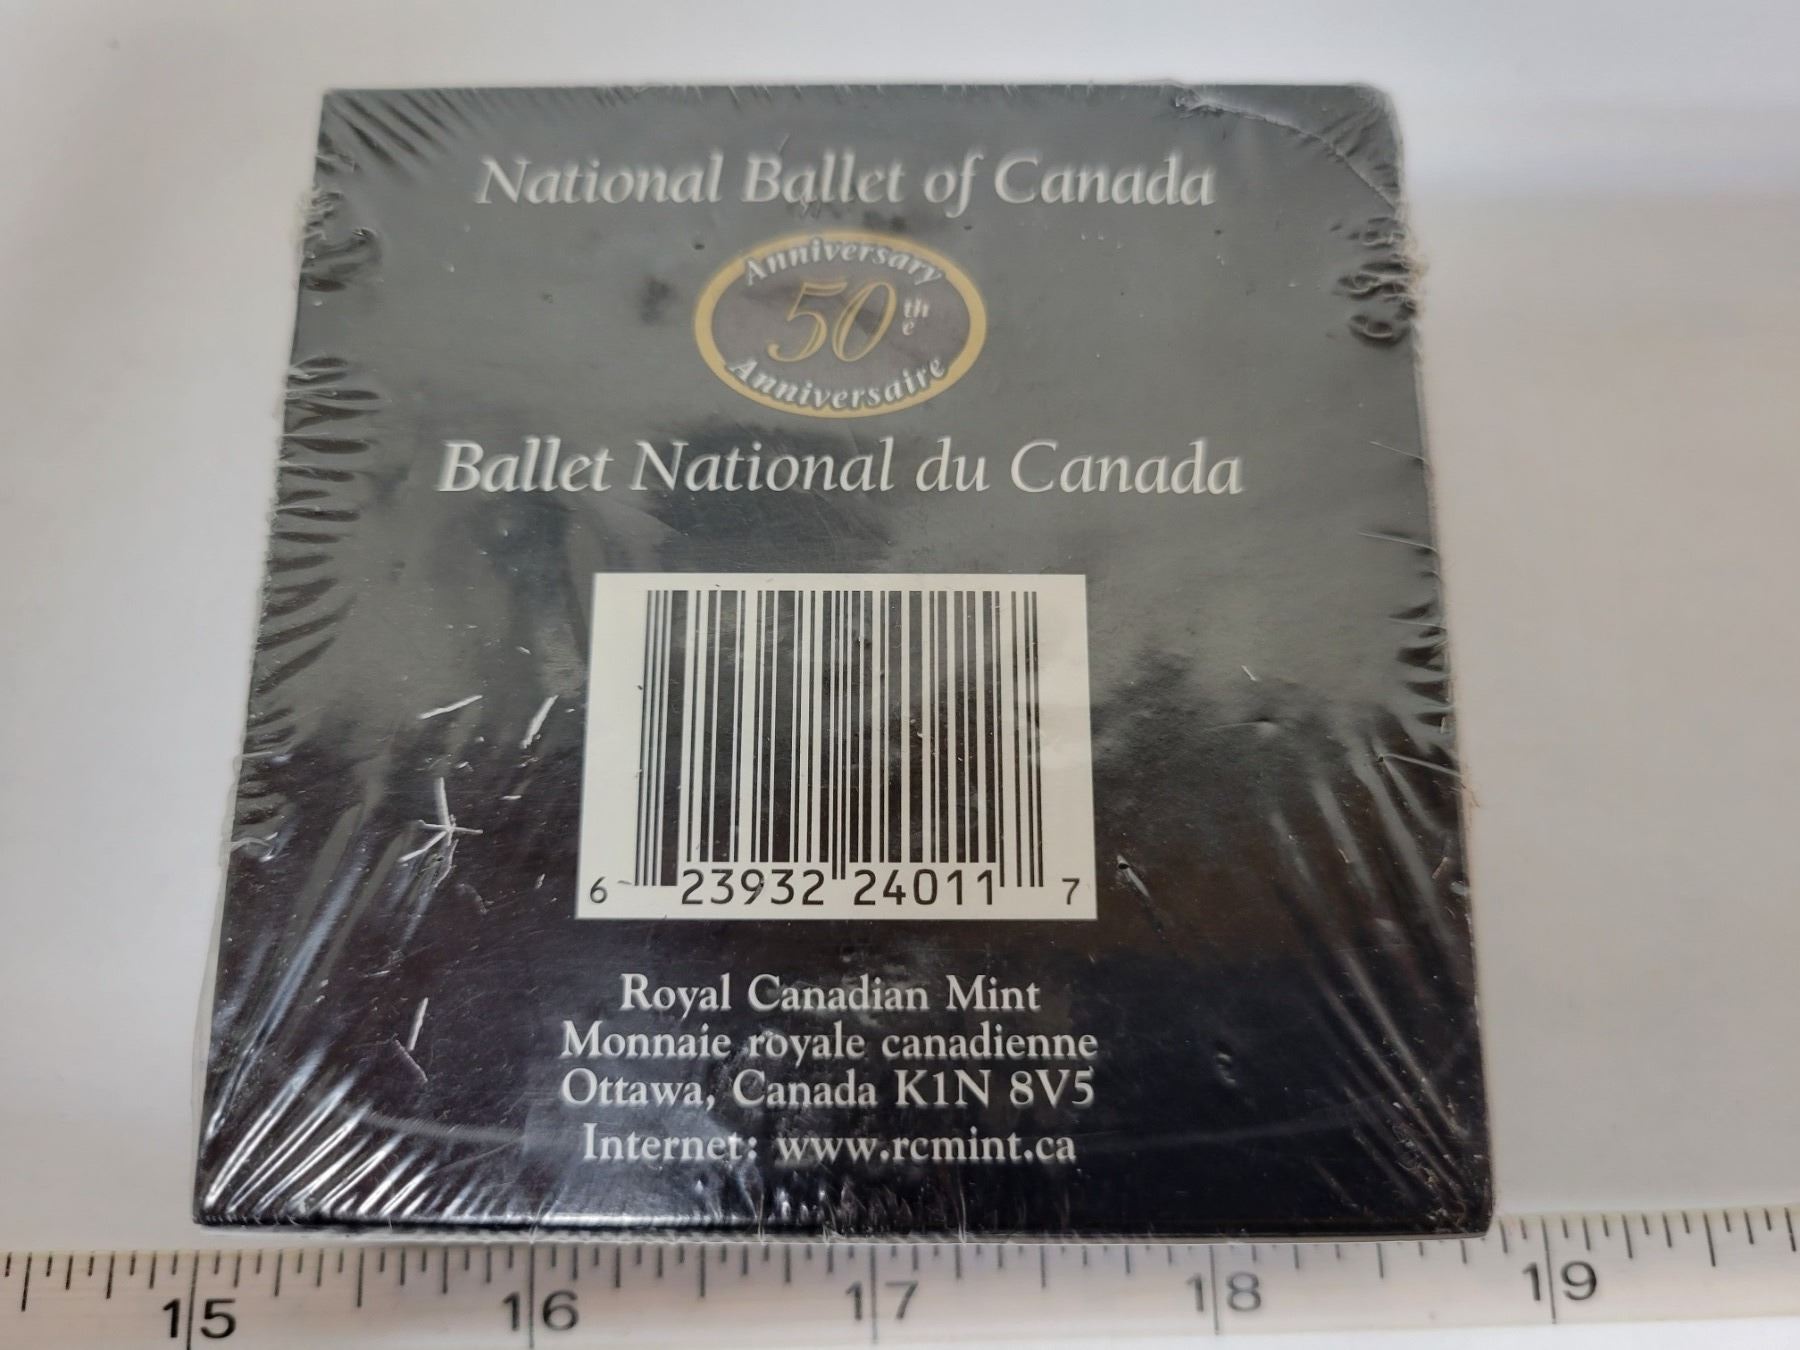 National Ballet of Canada
Anniversary
50th
e
Anniversaire
Ballet National du Canada
6 23932 24011 7
Royal Canadian Mint
Monnaie royale canadienne
Ottawa, Canada K1N 8V5
Internet: www.rcmint.ca
15 16 17 18 19